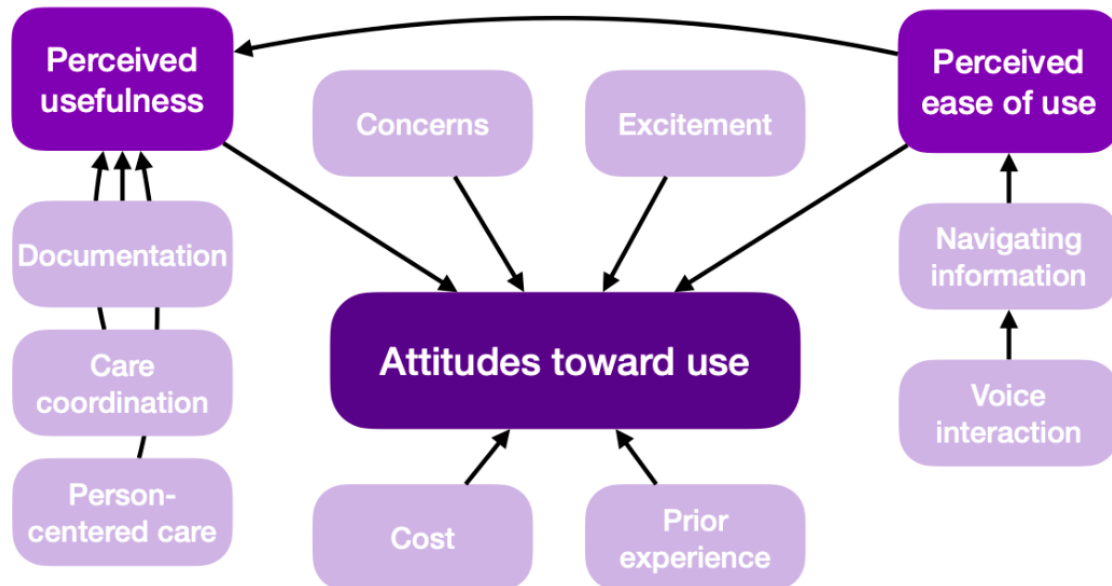 Perceived
usefulness
Concerns
Excitement
Perceived
ease of use
Documentation
Navigating
information
Care
coordination
Attitudes toward use
Voice
interaction
Person-
centered care
Cost
Prior
experience